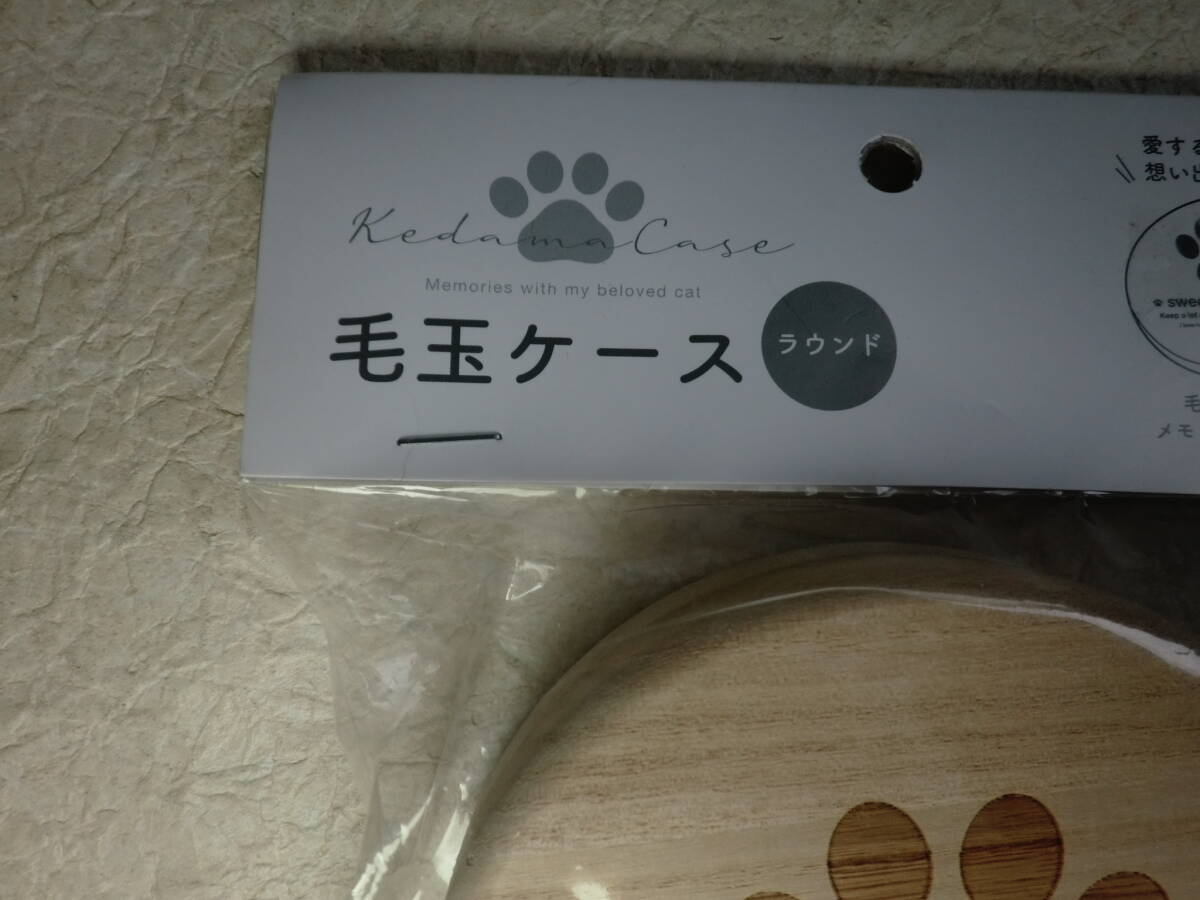 Kedama Case
Memories with my beloved cat
毛玉ケース
ラウンド
愛する
想い出
Keep a lot
毛
メモ